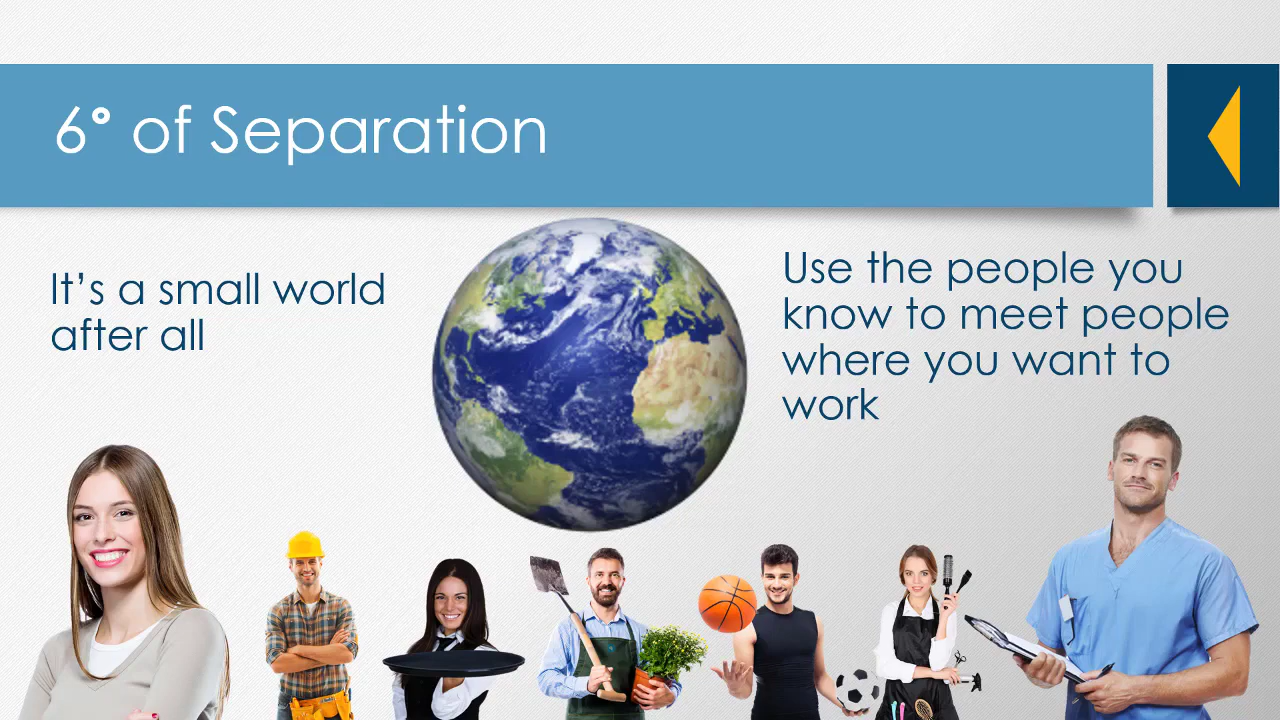 6° of Separation
It's a small world
after all
Use the people you
know to meet people
where you want to
work